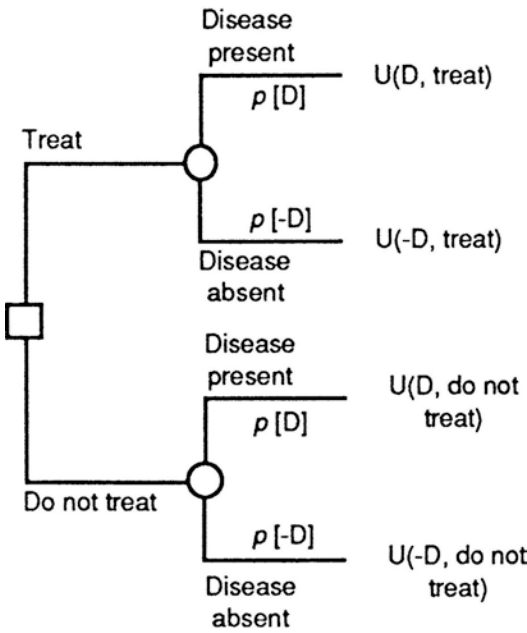 Disease
present
p [D]
U(D, treat)
Treat
p [-D]
U(-D, treat)
Disease
absent
Disease
present
p [D]
U(D, do not
treat)
Do not treat
p [-D]
U(-D, do not
treat)
Disease
absent